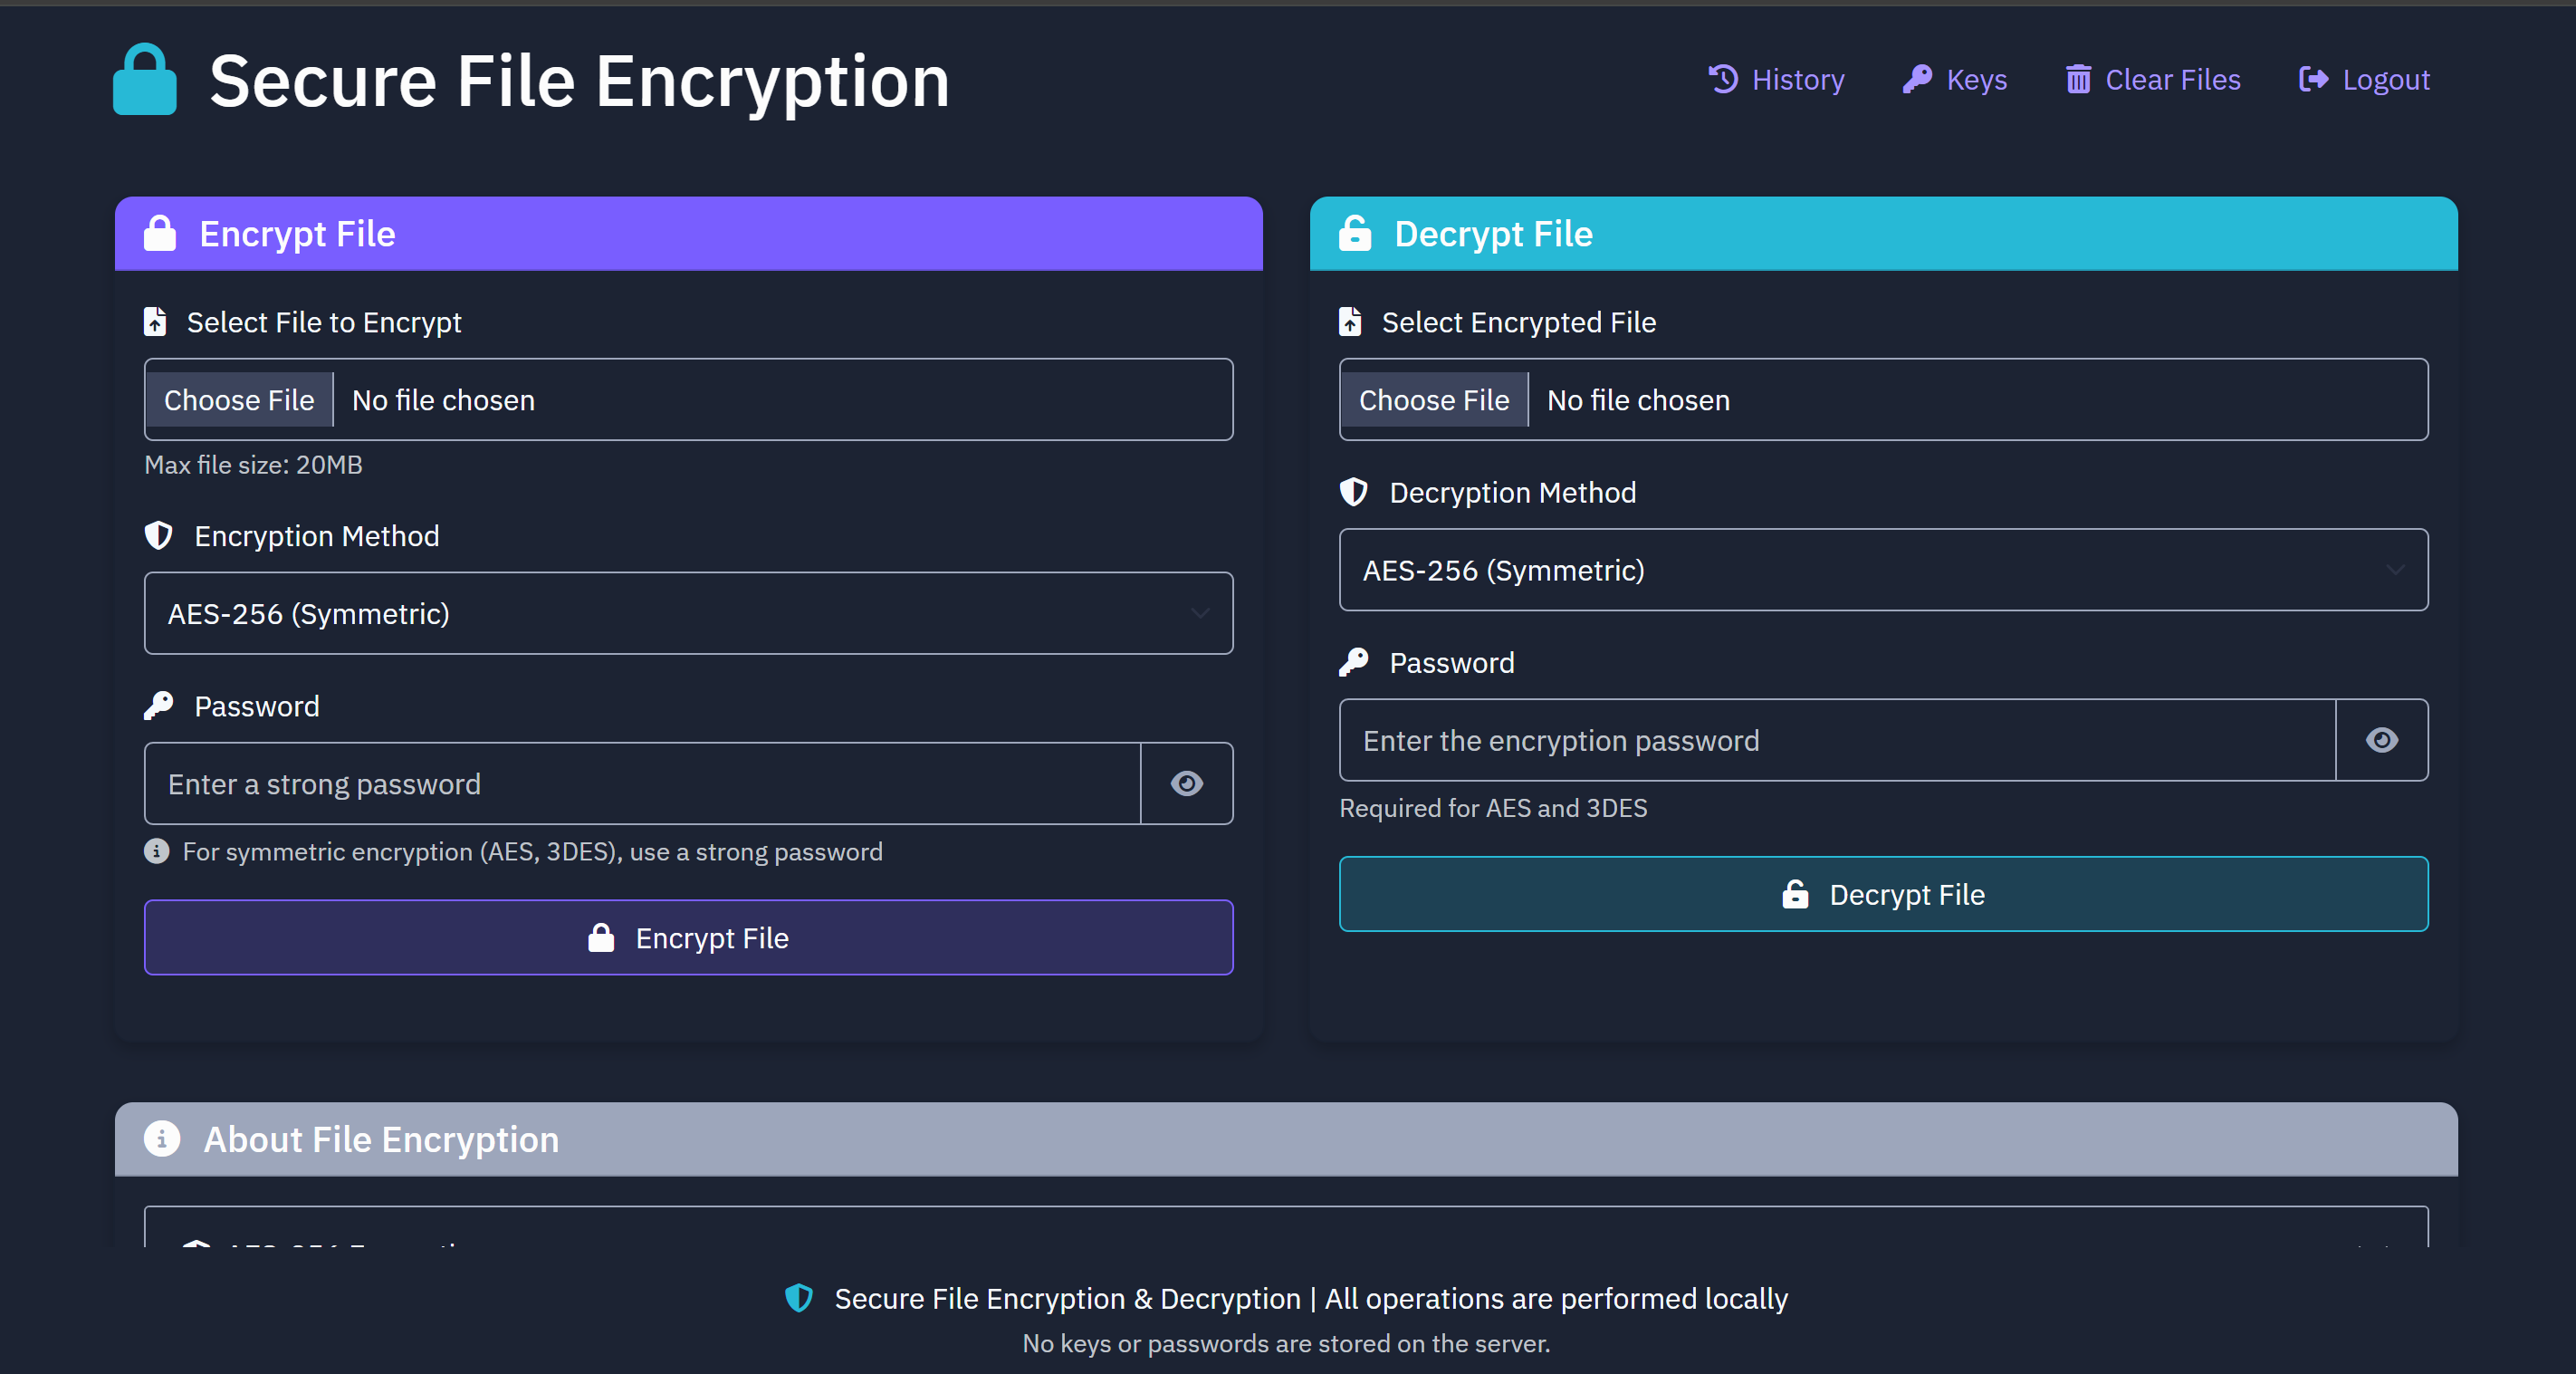 Secure File Encryption
History
Keys
Clear Files
Logout
Encrypt File
Select File to Encrypt
Choose File No file chosen
Max file size: 20MB
Encryption Method
AES-256 (Symmetric)
Password
Enter a strong password
For symmetric encryption (AES, 3DES), use a strong password
Encrypt File
Decrypt File
Select Encrypted File
Choose File No file chosen
Decryption Method
AES-256 (Symmetric)
Password
Enter the encryption password
Required for AES and 3DES
Decrypt File
About File Encryption
Secure File Encryption & Decryption | All operations are performed locally
No keys or passwords are stored on the server.